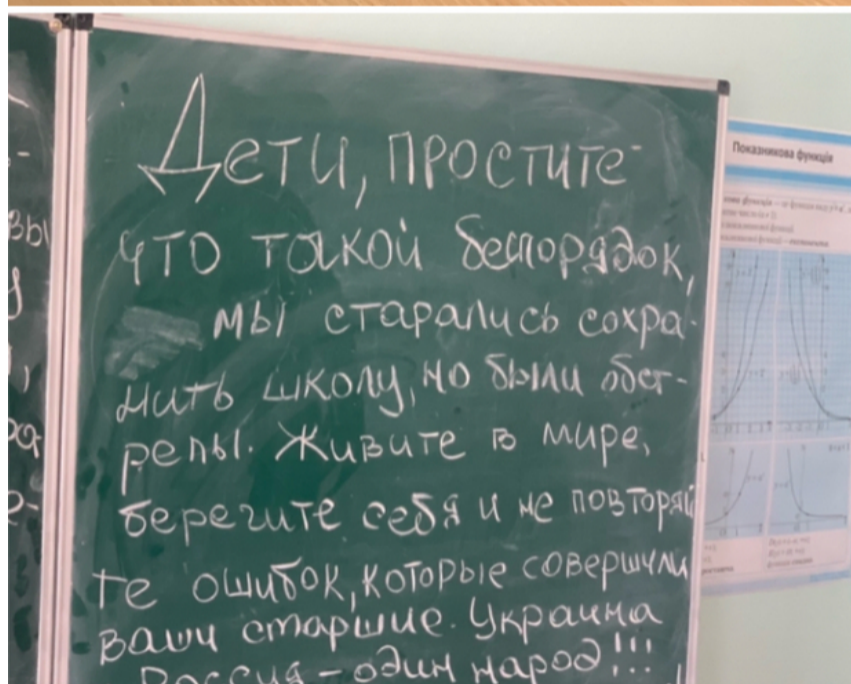 Дети, простите
что такой беспорядок,
мы старались сохра-
нить школу, но были обст-
релы. Живите в мире,
берегите себя и не повторяй
те ошибок, которые совершили
ваши старшие. Украина
Россия - один народ!!!
Показникова функція